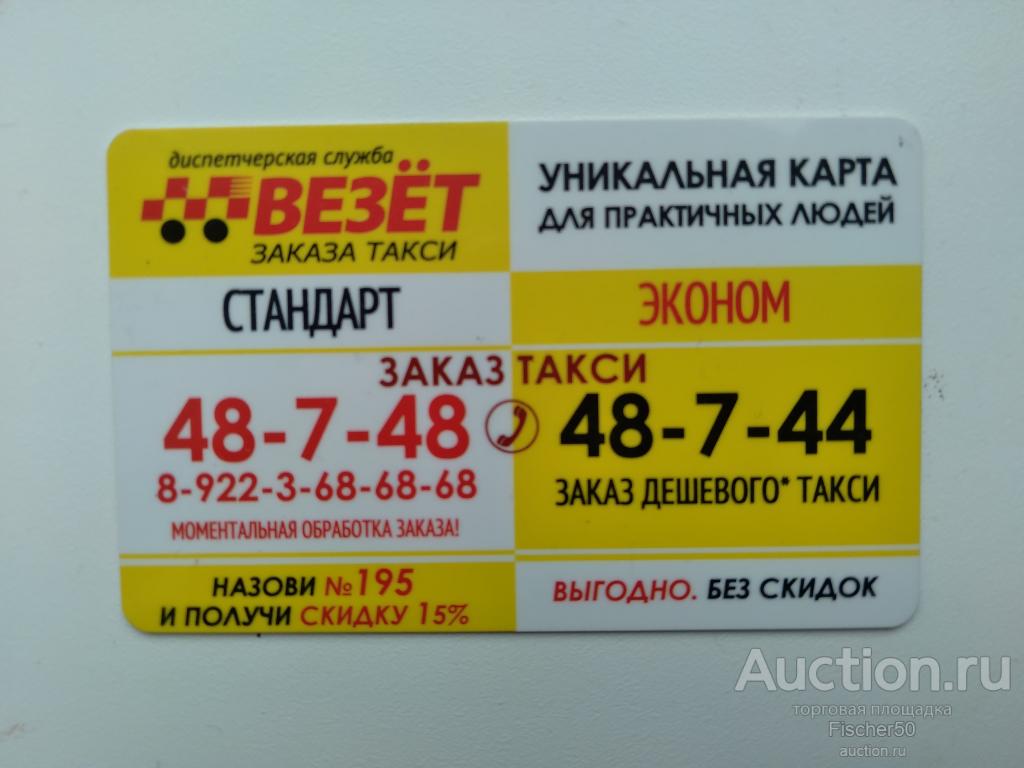 диспетчерская служба
ВЕЗЁТ
ЗАКАЗА ТАКСИ
УНИКАЛЬНАЯ КАРТА
ДЛЯ ПРАКТИЧНЫХ ЛЮДЕЙ
СТАНДАРТ
ЭКОНОМ
ЗАКАЗ ТАКСИ
48-7-48
8-922-3-68-68-68
МОМЕНТАЛЬНАЯ ОБРАБОТКА ЗАКАЗА!
48-7-44
ЗАКАЗ ДЕШЕВОГО* ТАКСИ
НАЗОВИ №195
И ПОЛУЧИ СКИДКУ 15%
ВЫГОДНО. БЕЗ СКИДОК
Auction.ru
торговая площадка
Fischer50
auction.ru